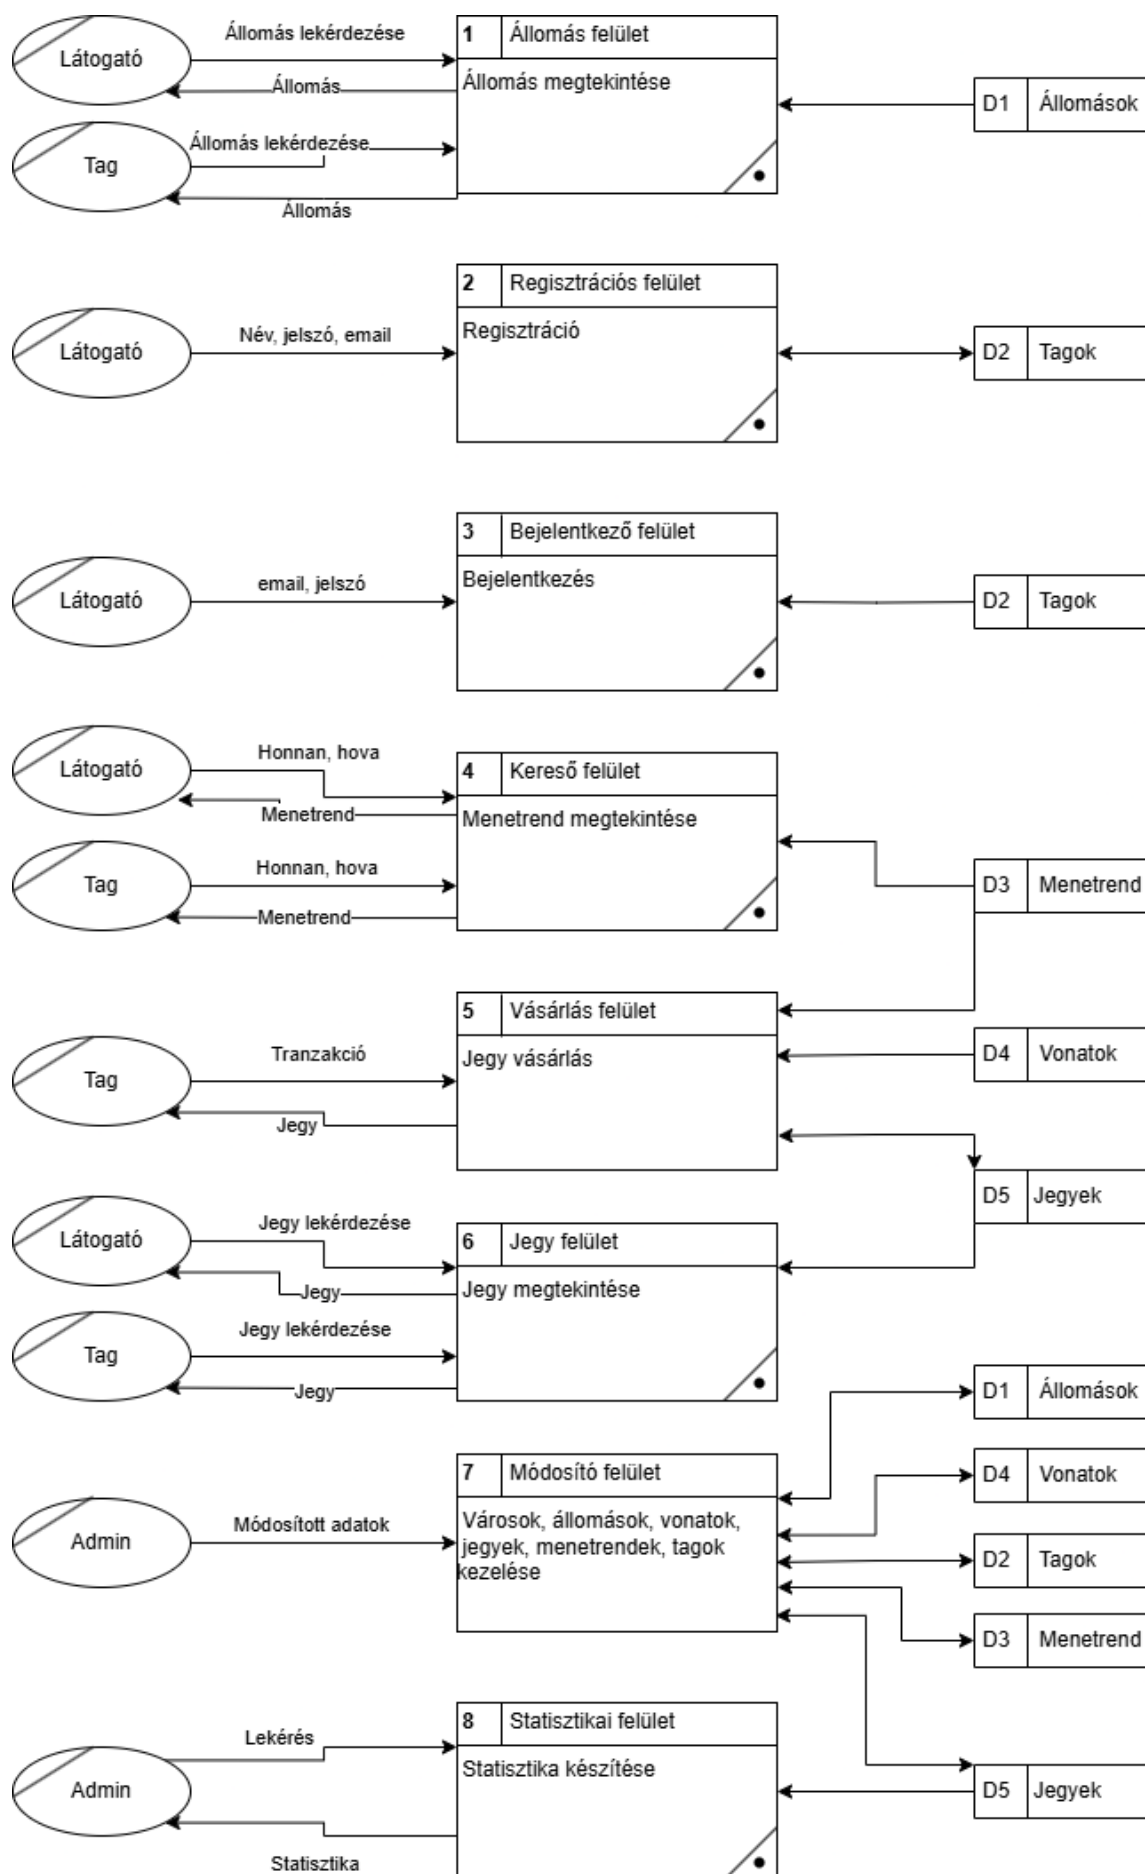 Látogató
Állomás lekérdezése
Állomás
1 Állomás felület
Állomás megtekintése
D1 Állomások
Tag
Állomás lekérdezése
Állomás
Látogató
Név, jelszó, email
2 Regisztrációs felület
Regisztráció
D2 Tagok
Látogató
email, jelszó
3 Bejelentkező felület
Bejelentkezés
D2 Tagok
Látogató
Honnan, hova
Menetrend
4 Kereső felület
Menetrend megtekintése
Tag
Honnan, hova
Menetrend
D3 Menetrend
Tag
Tranzakció
Jegy
5 Vásárlás felület
Jegy vásárlás
D4 Vonatok
D5 Jegyek
Látogató
Jegy lekérdezése
Jegy
6 Jegy felület
Jegy megtekintése
Tag
Jegy lekérdezése
Jegy
D1 Állomások
Admin
Módosított adatok
7 Módosító felület
Városok, állomások, vonatok,
jegyek, menetrendek, tagok
kezelése
D4 Vonatok
D2 Tagok
D3 Menetrend
Admin
Lekérés
Statisztika
8 Statisztikai felület
Statisztika készítése
D5 Jegyek